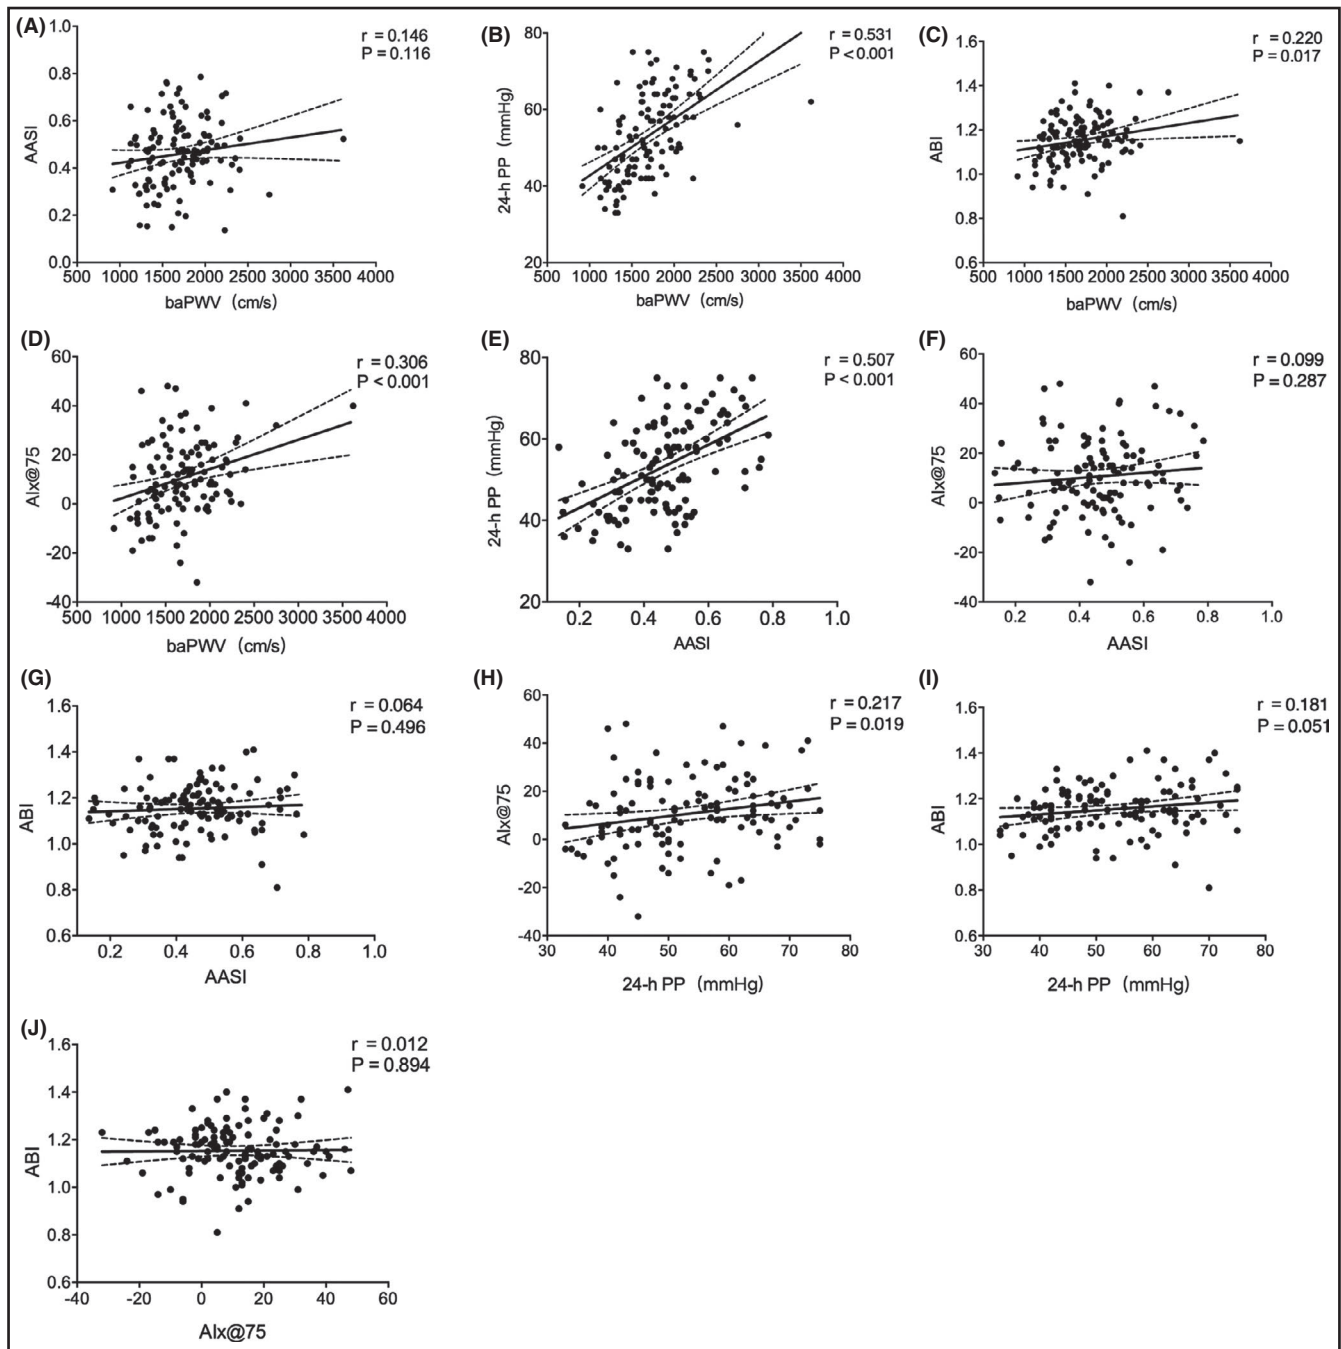 (A)
r = 0.146
P = 0.116
AASI
1.0
0.8
0.6
0.4
0.2
0.0
500 1000 1500 2000 2500 3000 3500 4000
baPWV (cm/s)
(B)
r = 0.531
P < 0.001
24-h PP (mmHg)
80
60
40
20
500 1000 1500 2000 2500 3000 3500 4000
baPWV (cm/s)
(C)
r = 0.220
P = 0.017
ABI
1.6
1.4
1.2
1.0
0.8
0.6
500 1000 1500 2000 2500 3000 3500 4000
baPWV (cm/s)
(D)
r = 0.306
P < 0.001
AIx@75
60
40
20
0
-20
-40
500 1000 1500 2000 2500 3000 3500 4000
baPWV (cm/s)
(E)
r = 0.507
P < 0.001
24-h PP (mmHg)
80
60
40
20
0.2 0.4 0.6 0.8 1.0
AASI
(F)
r = 0.099
P = 0.287
AIx@75
60
40
20
0
-20
-40
0.2 0.4 0.6 0.8 1.0
AASI
(G)
r = 0.064
P = 0.496
ABI
1.6
1.4
1.2
1.0
0.8
0.6
0.2 0.4 0.6 0.8 1.0
AASI
(H)
r = 0.217
P = 0.019
AIx@75
60
40
20
0
-20
-40
30 40 50 60 70 80
24-h PP (mmHg)
(I)
r = 0.181
P = 0.051
ABI
1.6
1.4
1.2
1.0
0.8
0.6
30 40 50 60 70 80
24-h PP (mmHg)
(J)
r = 0.012
P = 0.894
ABI
1.6
1.4
1.2
1.0
0.8
0.6
-40 -20 0 20 40 60
AIx@75